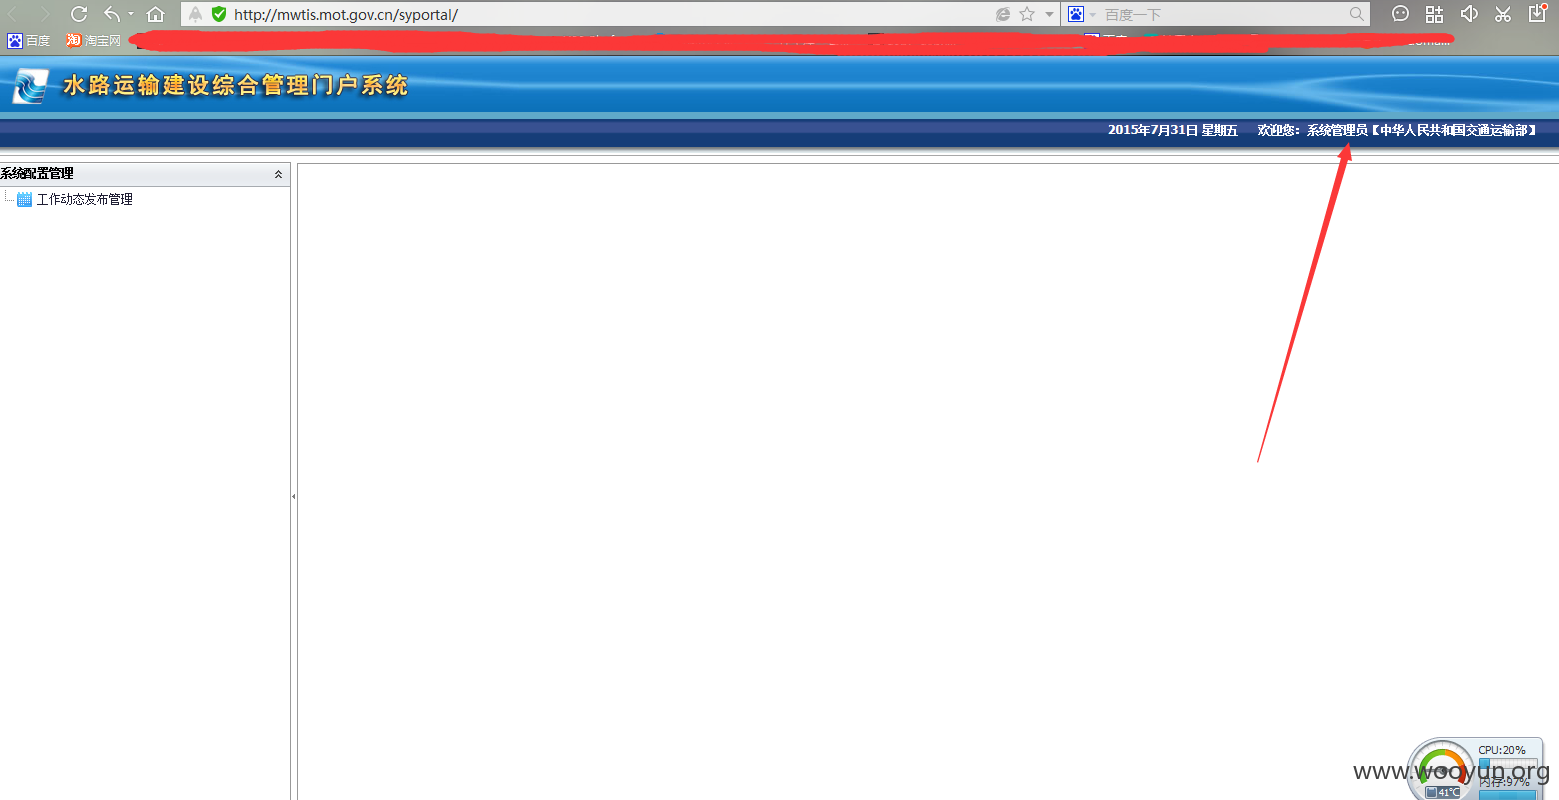 http://mwtis.mot.gov.cn/syportal/
百度一下
百度
淘宝网
水路运输建设综合管理门户系统
2015年7月31日 星期五 欢迎您：系统管理员【中华人民共和国交通运输部】
系统配置管理
工作动态发布管理
CPU:20%
www.wooyun.org
内存:97%
41℃